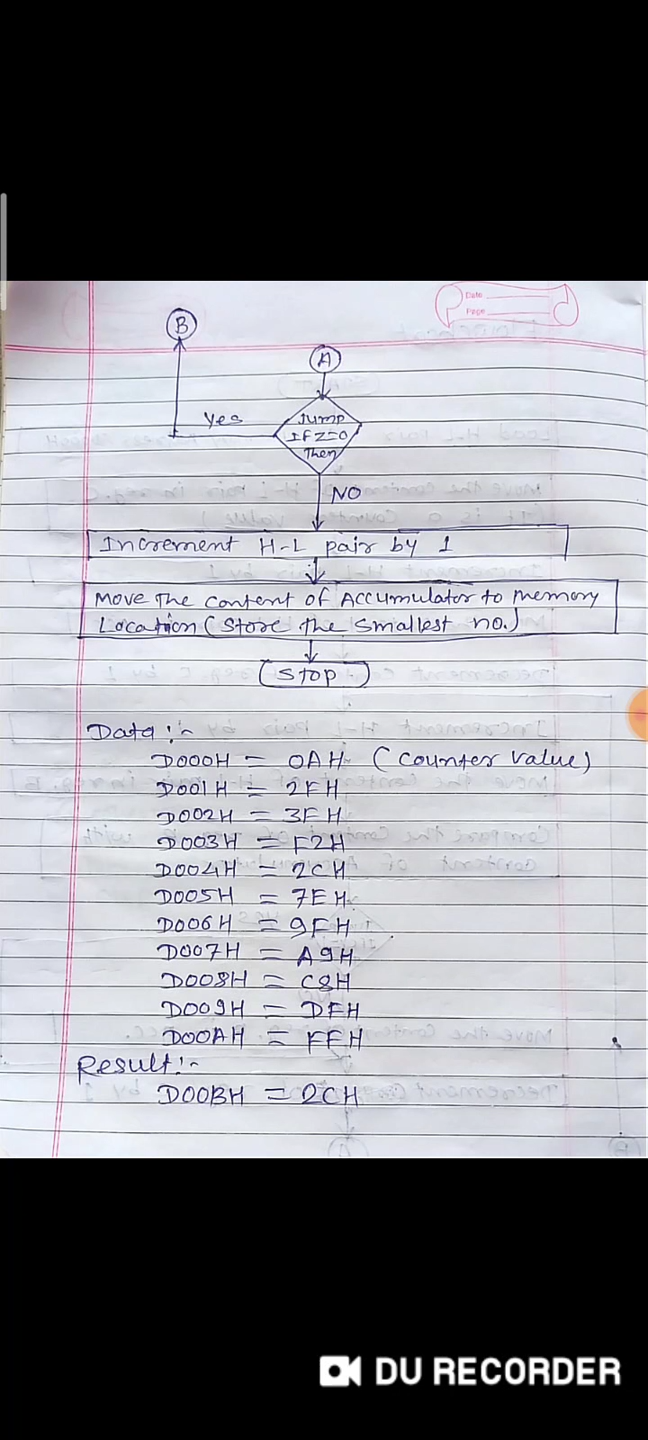 Date
Page
B
A
Yes
Jump
IF Z=0
Then
NO
Increment H-L pair by 1
Move the content of Accumulator to memory
Location (Store the smallest no.)
Stop
Data :-
D000H = 0AH (Counter value)
D001H = 2FH
D002H = 3FH
D003H = F2H
D004H = 2CH
D005H = 7EH
D006H = 9FH
D007H = A9H
D008H = C8H
D009H = DFH
D00AH = FFH
Result :-
D00BH = 2CH
DU RECORDER